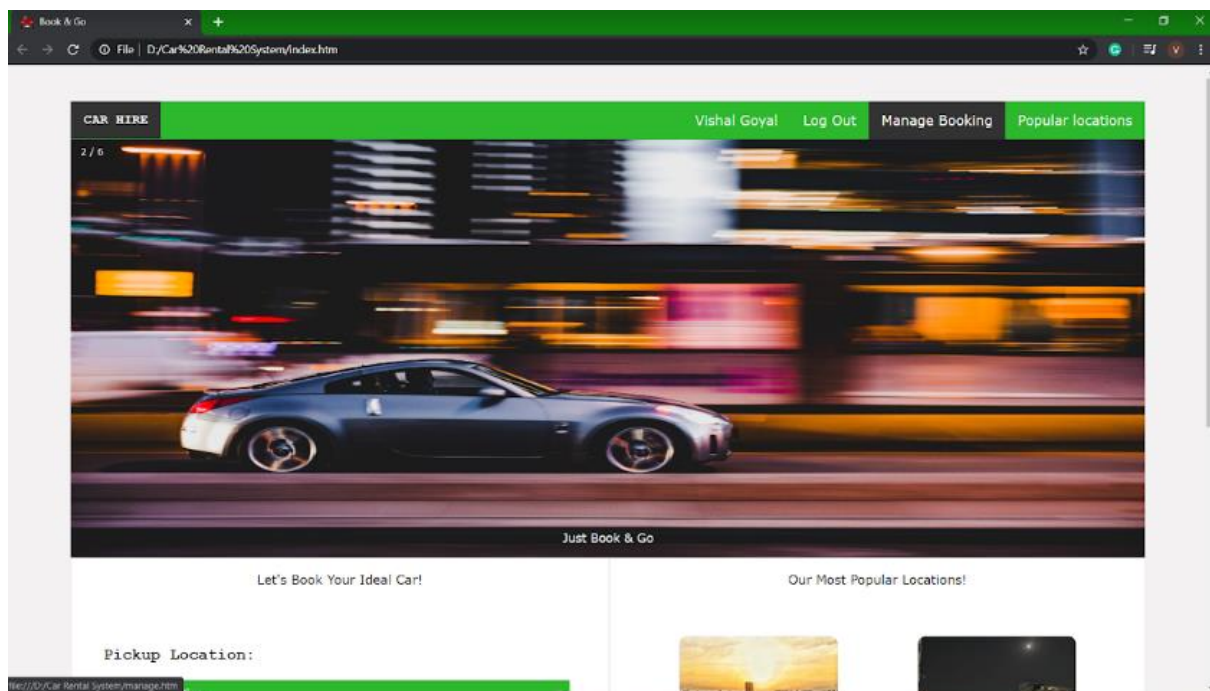 Book & Go
File | D:/Car%20Rental%20System/index.htm
CAR HIRE
Vishal Goyal
Log Out
Manage Booking
Popular locations
2 / 6
Just Book & Go
Let's Book Your Ideal Car!
Our Most Popular Locations!
Pickup Location:
file:///D:/Car Rental System/manage.htm